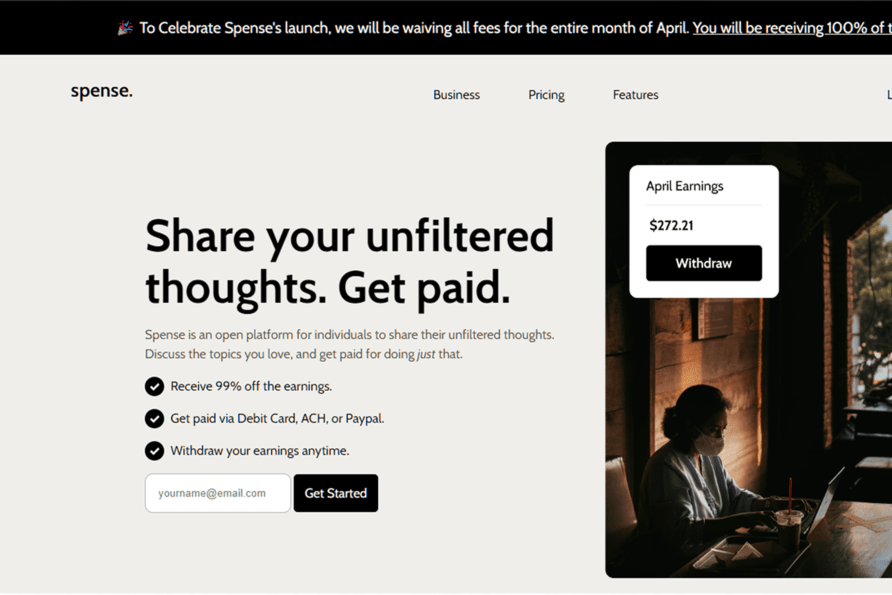 🎉 To Celebrate Spense's launch, we will be waiving all fees for the entire month of April. You will be receiving 100% of
spense.
Business Pricing Features
April Earnings
$272.21
Withdraw
Share your unfiltered
thoughts. Get paid.
Spense is an open platform for individuals to share their unfiltered thoughts.
Discuss the topics you love, and get paid for doing just that.
Receive 99% off the earnings.
Get paid via Debit Card, ACH, or Paypal.
Withdraw your earnings anytime.
yourname@email.com Get Started